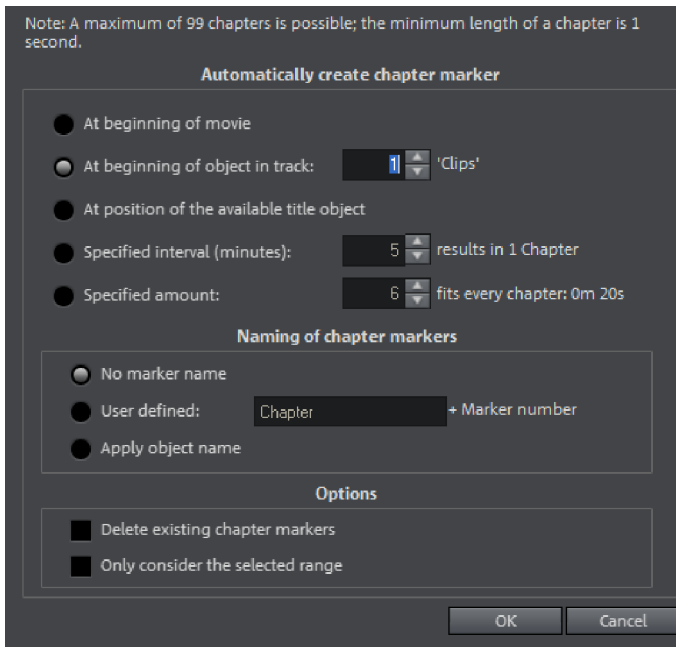 Note: A maximum of 99 chapters is possible; the minimum length of a chapter is 1
second.
Automatically create chapter marker
At beginning of movie
At beginning of object in track: 1 'Clips'
At position of the available title object
Specified interval (minutes): 5 results in 1 Chapter
Specified amount: 6 fits every chapter: 0m 20s
Naming of chapter markers
No marker name
User defined: Chapter + Marker number
Apply object name
Options
Delete existing chapter markers
Only consider the selected range
OK Cancel